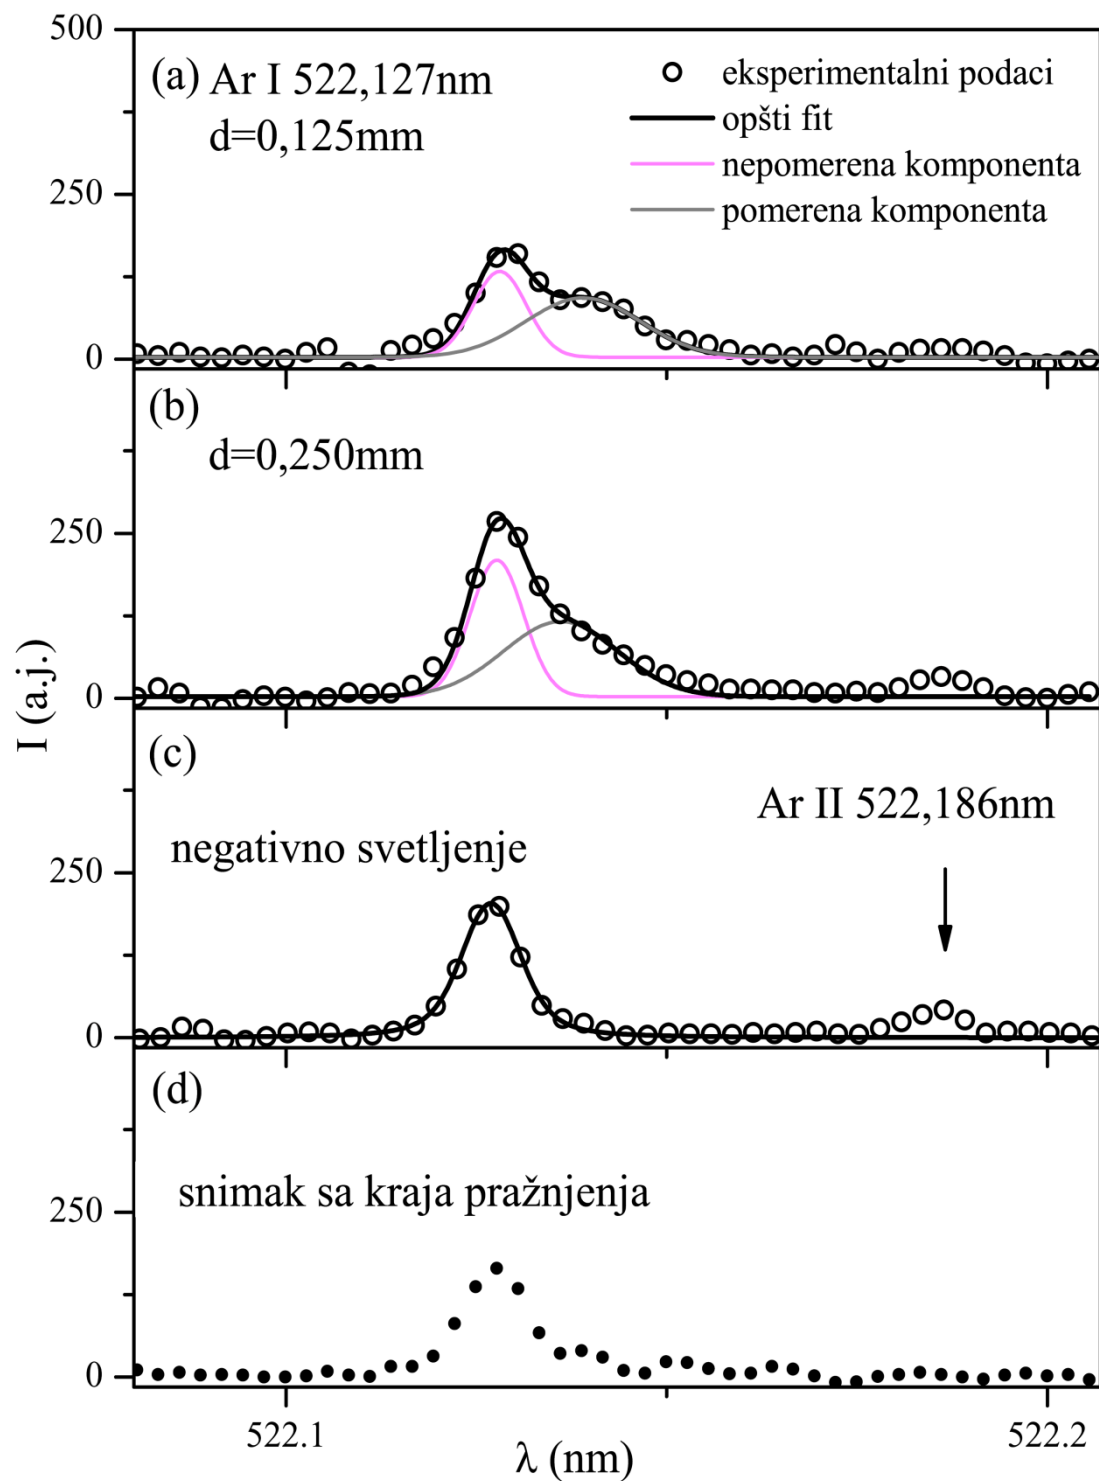 500
(a) Ar I 522,127nm
d=0,125mm
eksperimentalni podaci
opšti fit
nepomerena komponenta
pomerena komponenta
250
0
(b)
d=0,250mm
250
0
I (a.j.)
(c)
Ar II 522,186nm
negativno svetljenje
250
0
(d)
snimak sa kraja pražnjenja
250
0
522.1
522.2
λ (nm)